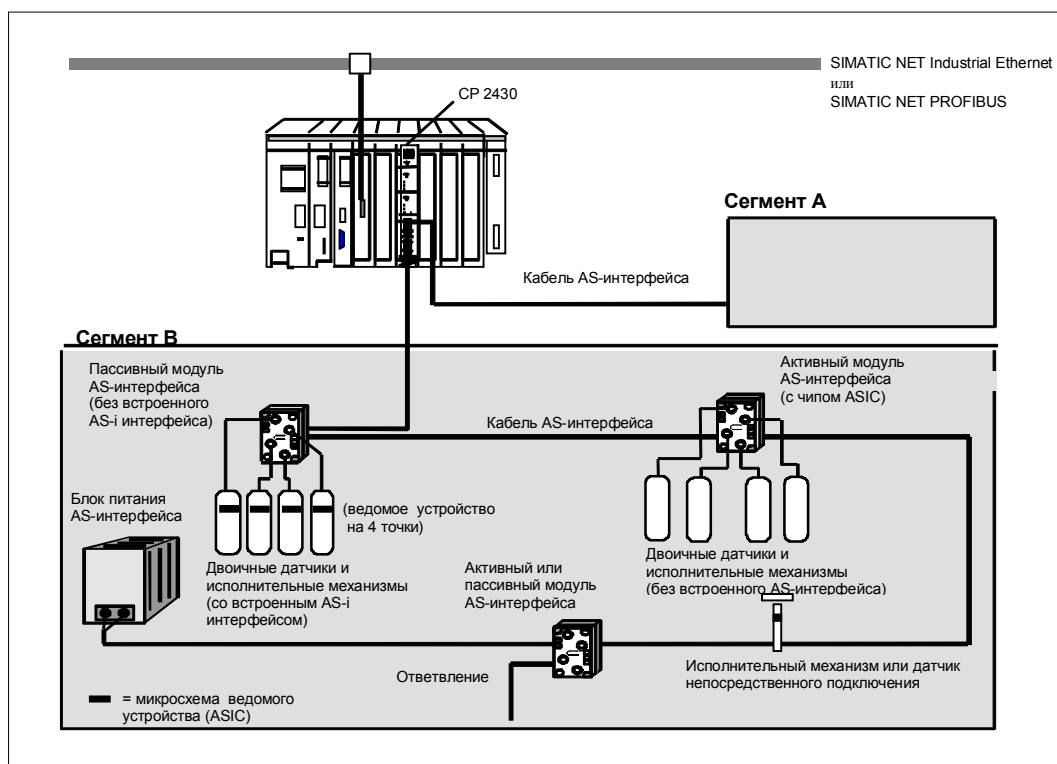 SIMATIC NET Industrial Ethernet
или
SIMATIC NET PROFIBUS
CP 2430
Сегмент A
Кабель AS-интерфейса
Сегмент B
Пассивный модуль
AS-интерфейса
(без встроенного
AS-i интерфейса)
Активный модуль
AS-интерфейса
(с чипом ASIC)
Кабель AS-интерфейса
Блок питания
AS-интерфейса
(ведомое устройство
на 4 точки)
Двоичные датчики и
исполнительные механизмы
(со встроенным AS-i
интерфейсом)
Активный или
пассивный модуль
AS-интерфейса
Двоичные датчики и
исполнительные механизмы
(без встроенного AS-интерфейса)
Ответвление
Исполнительный механизм или датчик
непосредственного подключения
= микросхема ведомого
устройства (ASIC)